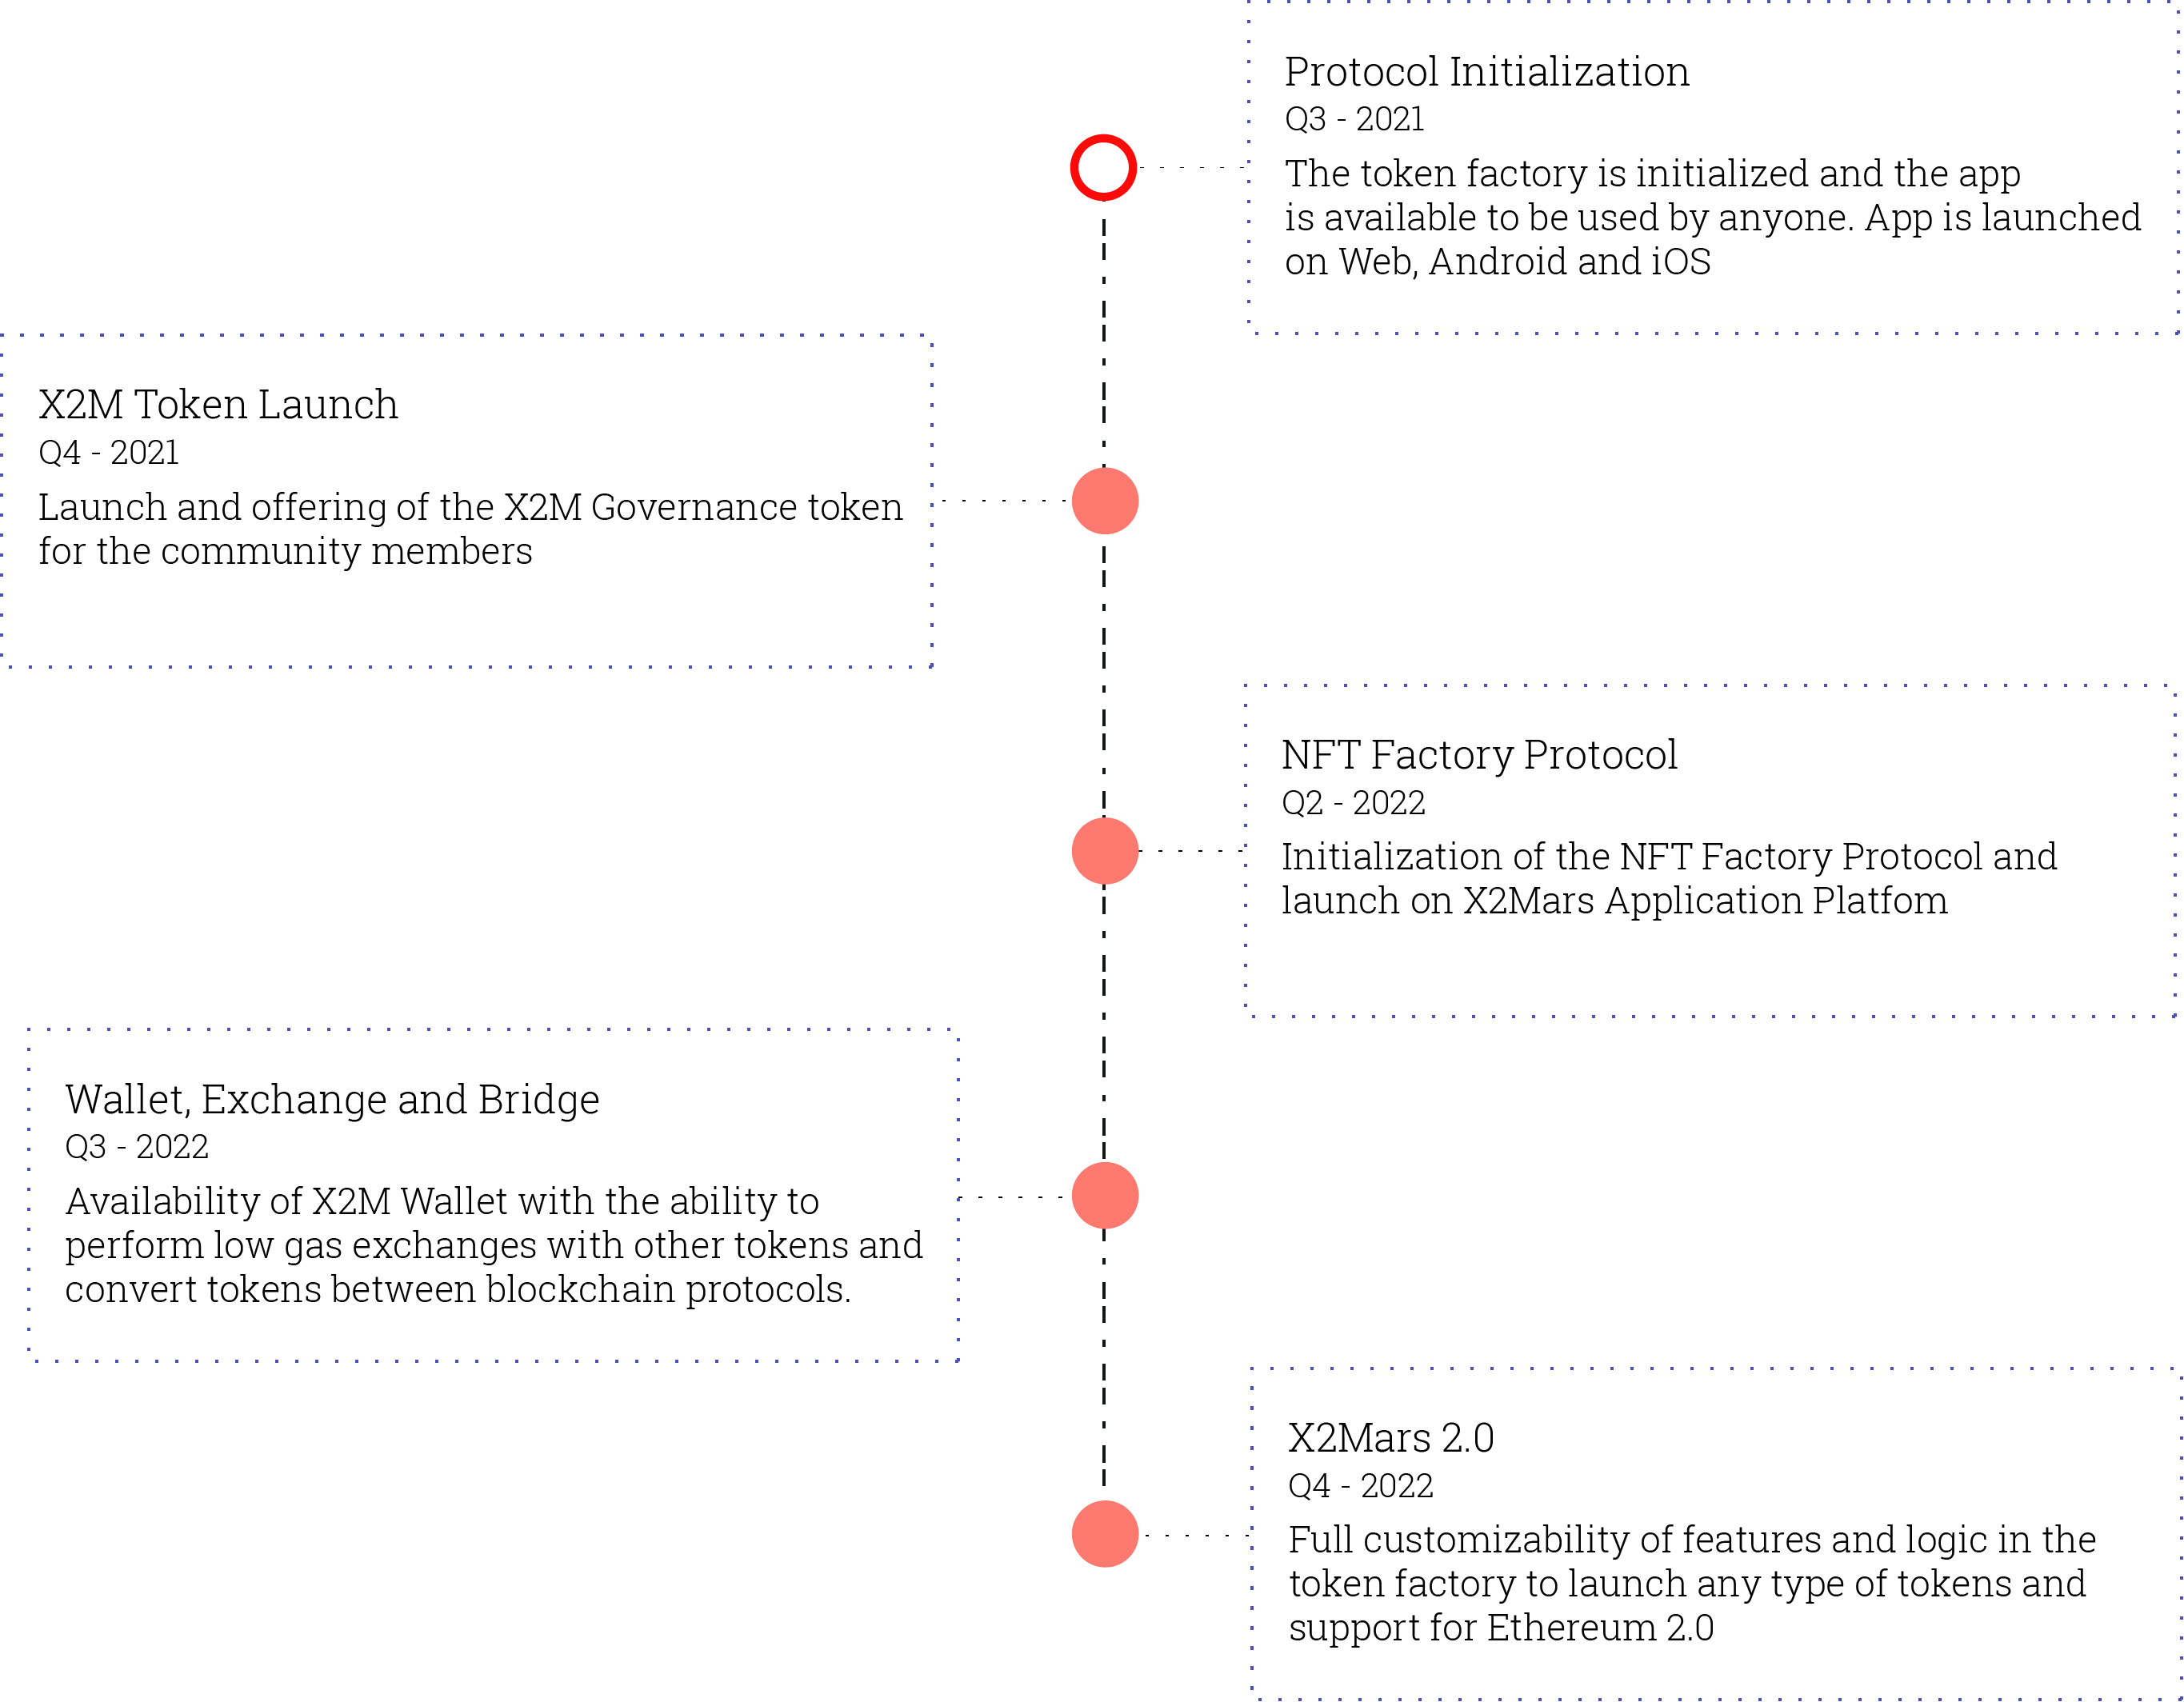 Protocol Initialization
Q3 - 2021
The token factory is initialized and the app
is available to be used by anyone. App is launched
on Web, Android and iOS
X2M Token Launch
Q4 - 2021
Launch and offering of the X2M Governance token
for the community members
NFT Factory Protocol
Q2 - 2022
Initialization of the NFT Factory Protocol and
launch on X2Mars Application Platfom
Wallet, Exchange and Bridge
Q3 - 2022
Availability of X2M Wallet with the ability to
perform low gas exchanges with other tokens and
convert tokens between blockchain protocols.
X2Mars 2.0
Q4 - 2022
Full customizability of features and logic in the
token factory to launch any type of tokens and
support for Ethereum 2.0